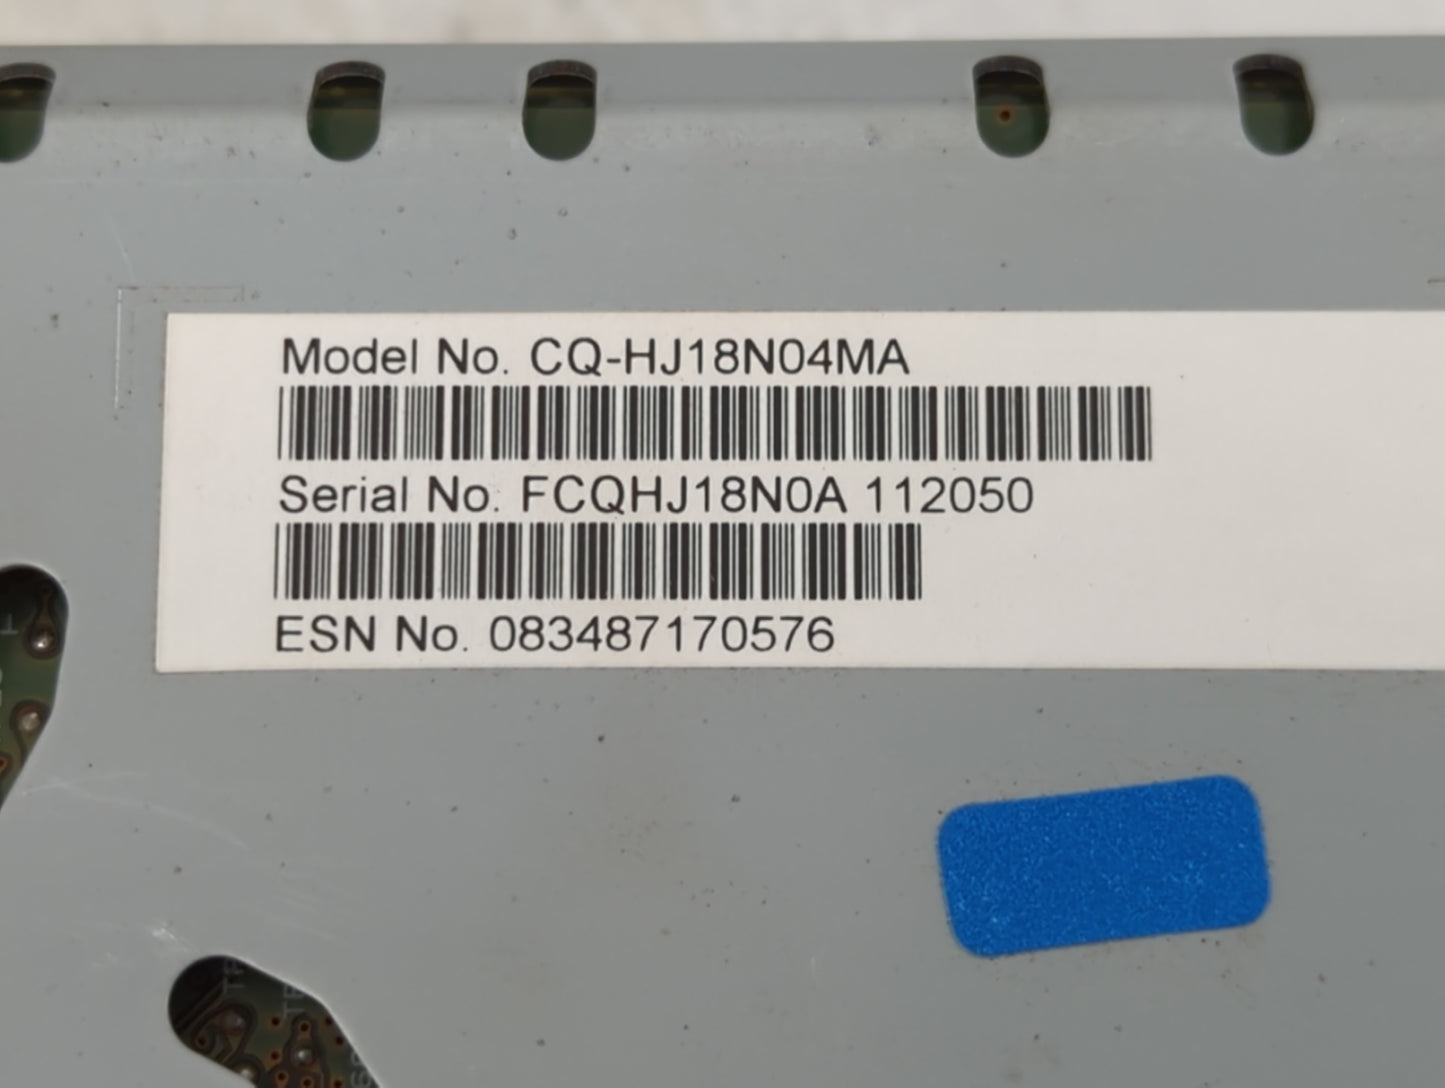 Model No. CQ-HJ18N04MA
Serial No. FCQHJ18N0A 112050
ESN No. 083487170576